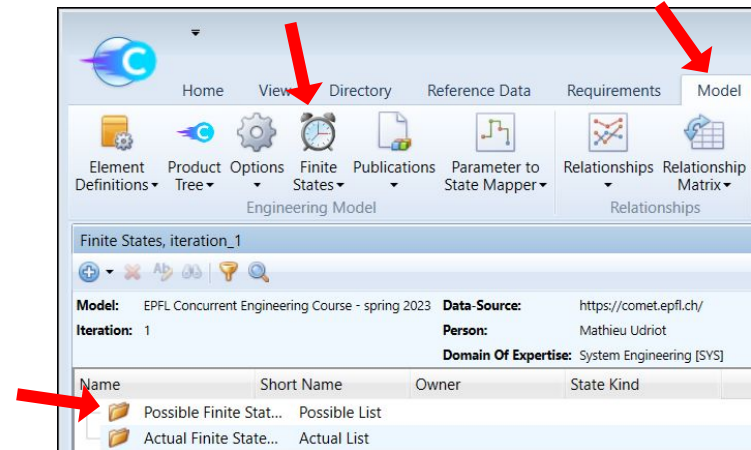 C
Home View Directory Reference Data Requirements Model
Element Definitions Product Tree Options Finite States Publications Parameter to State Mapper Relationships Relationship Matrix
Engineering Model Relationships
Finite States, iteration_1
Model: EPFL Concurrent Engineering Course - spring 2023 Data-Source: https://comet.epfl.ch/
Iteration: 1 Person: Mathieu Udriot
Domain Of Expertise: System Engineering [SYS]
Name Short Name Owner State Kind
Possible Finite Stat... Possible List
Actual Finite State... Actual List